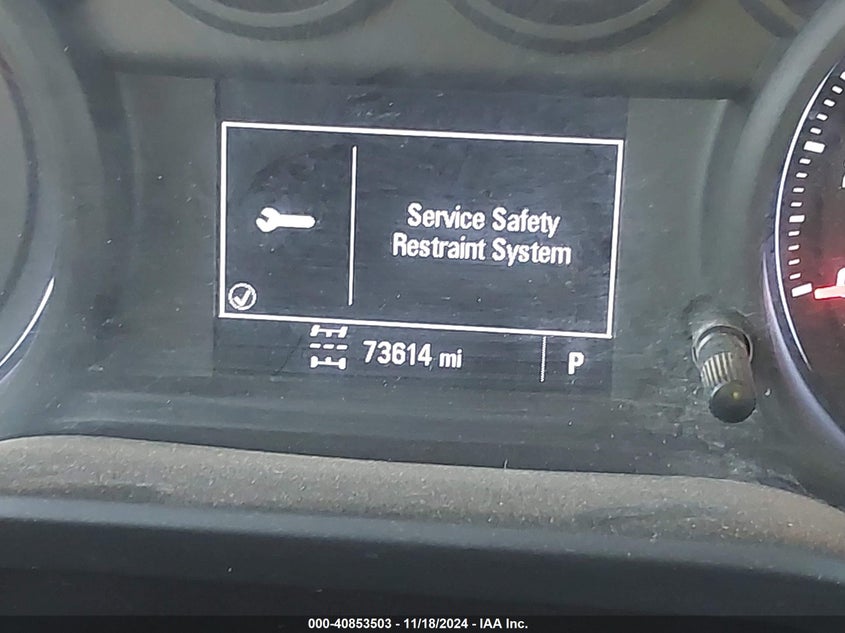 Service Safety
Restraint System
73614 mi
P
000-40853503 - 11/18/2024 - IAA Inc.